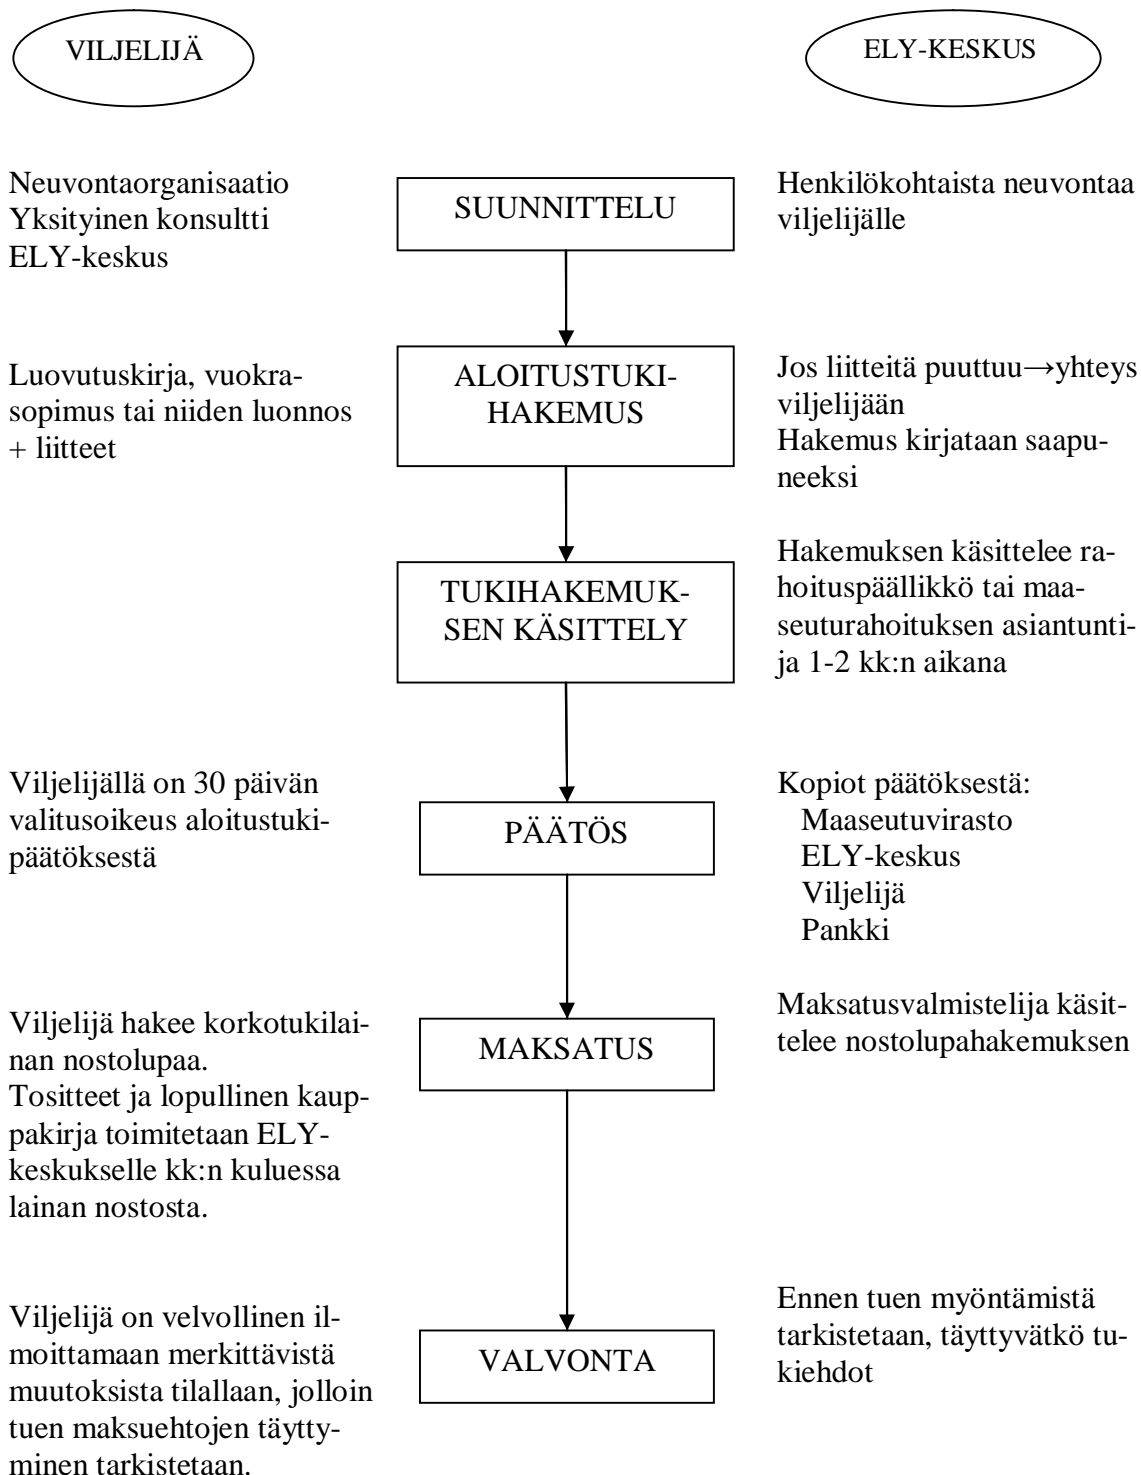 VILJELIJÄ
ELY-KESKUS
Neuvontaorganisaatio
Yksityinen konsultti
ELY-keskus
SUUNNITTELU
Henkilökohtaista neuvontaa
viljelijälle
Luovutuskirja, vuokra-
sopimus tai niiden luonnos
+ liitteet
ALOITUSTUKI-
HAKEMUS
Jos liitteitä puuttuu→yhteys
viljelijään
Hakemus kirjataan saapu-
neeksi
TUKIHAKEMUK-
SEN KÄSITTELY
Hakemuksen käsittelee ra-
hoituspäällikkö tai maa-
seuturahoituksen asiantunti-
ja 1-2 kk:n aikana
Viljelijällä on 30 päivän
valitusoikeus aloitustuki-
päätöksestä
PÄÄTÖS
Kopiot päätöksestä:
Maaseutuvirasto
ELY-keskus
Viljelijä
Pankki
Viljelijä hakee korkotukilai-
nan nostolupaa.
Tositteet ja lopullinen kaup-
pakirja toimitetaan ELY-
keskukselle kk:n kuluessa
lainan nostosta.
MAKSATUS
Maksatusvalmistelija käsit-
telee nostolupahakemuksen
Viljelijä on velvollinen il-
moittamaan merkittävistä
muutoksista tilallaan, jolloin
tuen maksuehtojen täytty-
minen tarkistetaan.
VALVONTA
Ennen tuen myöntämistä
tarkistetaan, täyttyvätkö tu-
kiehdot